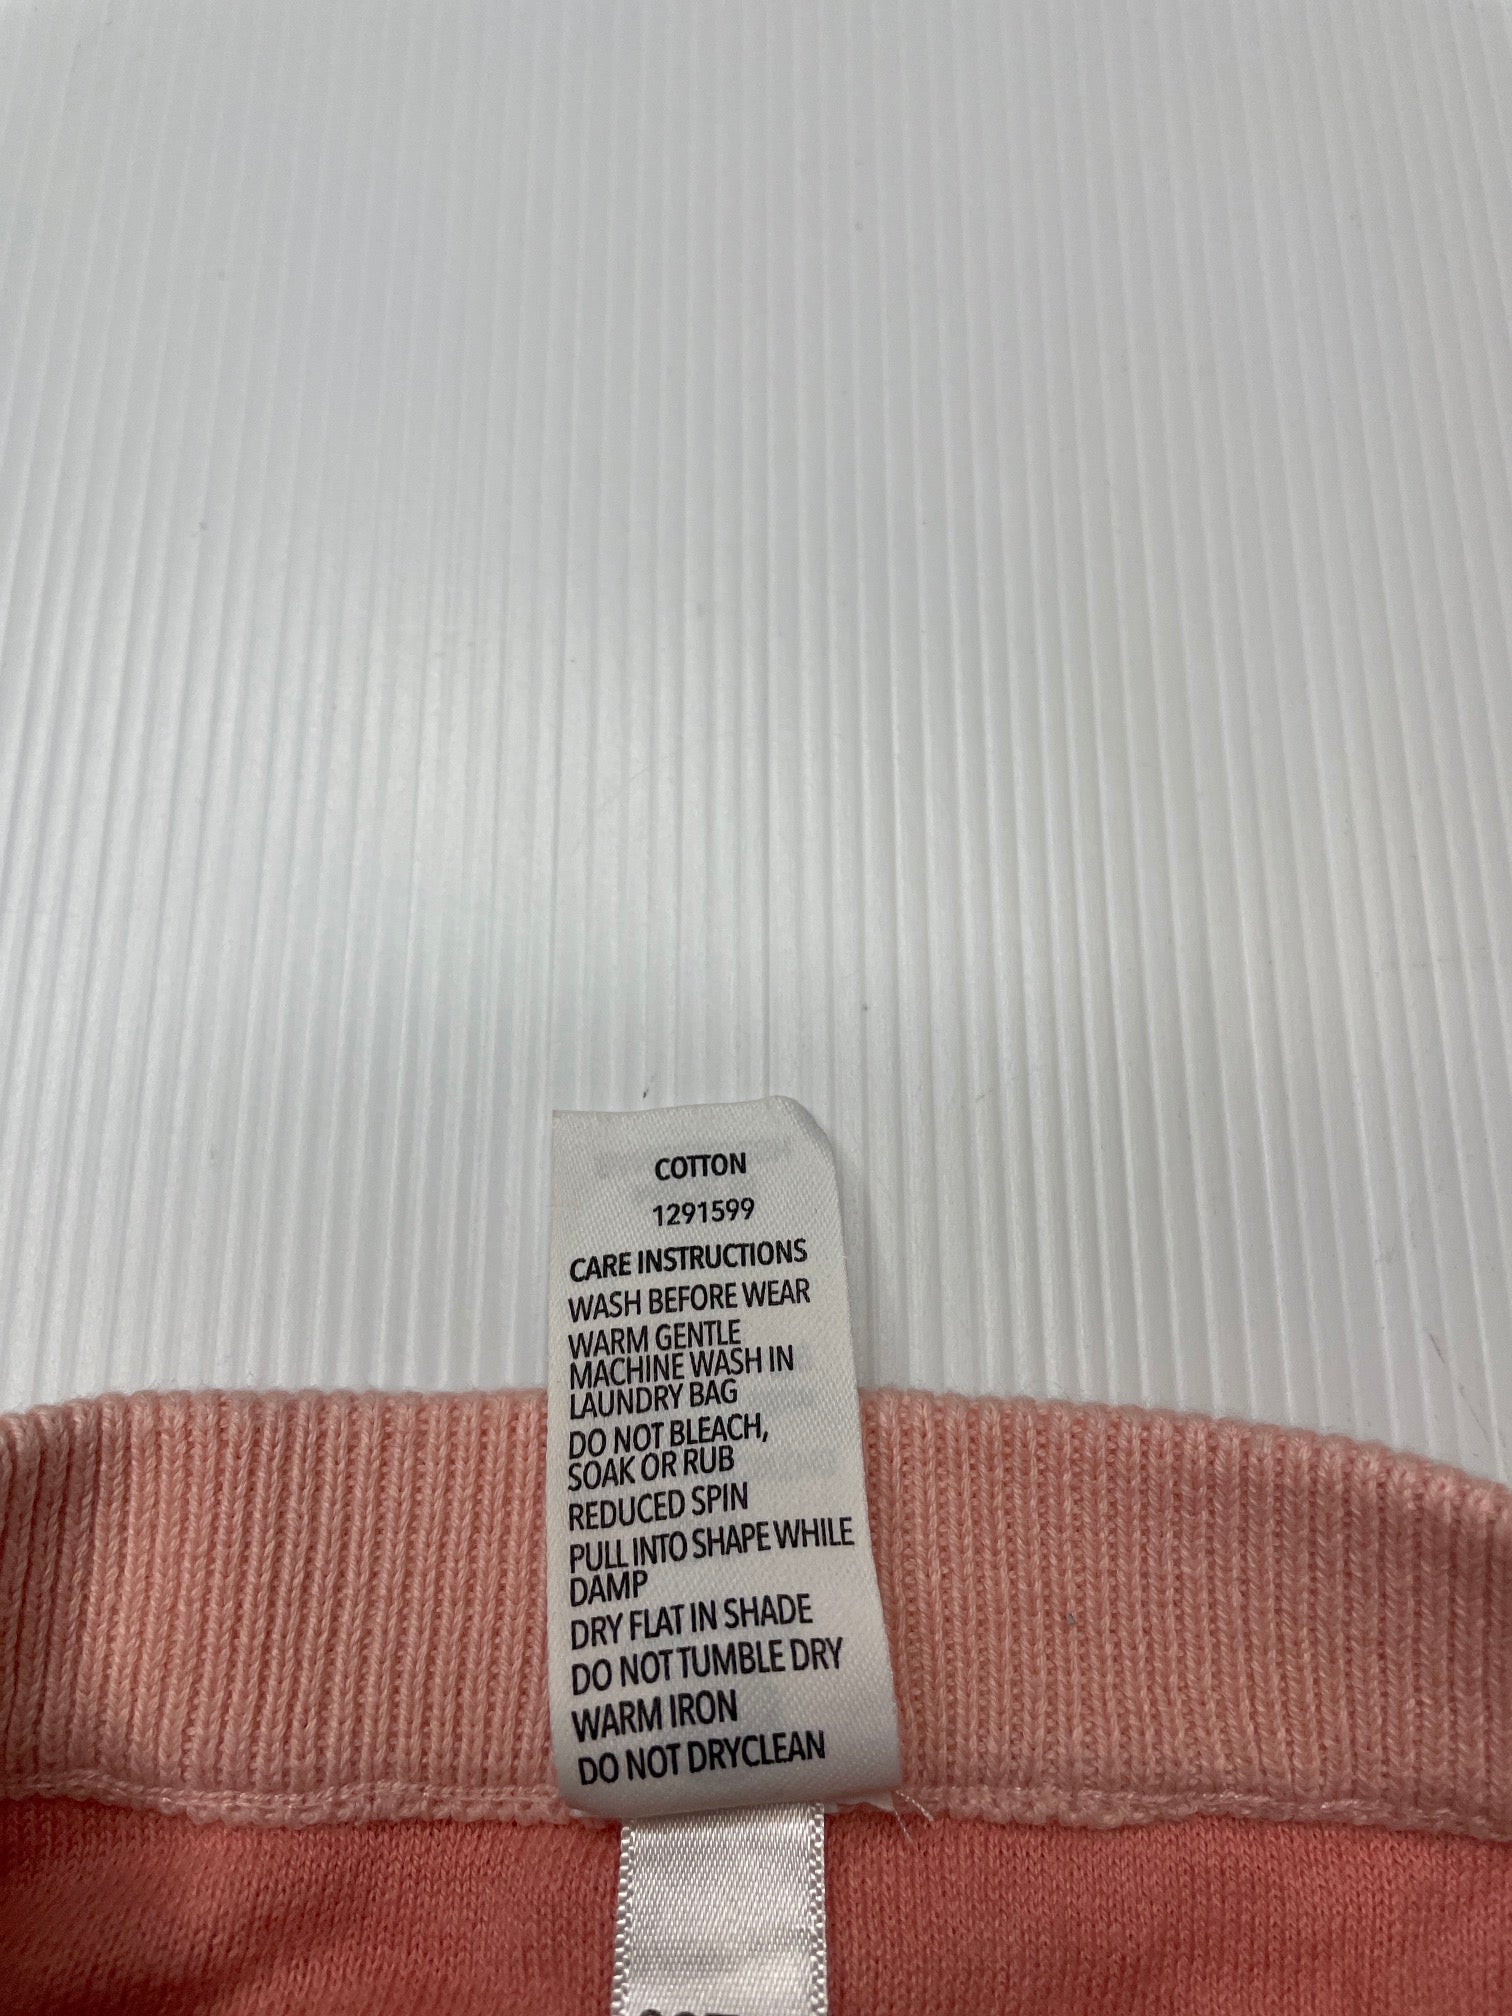 COTTON
1291599
CARE INSTRUCTIONS
WASH BEFORE WEAR
WARM GENTLE
MACHINE WASH IN
LAUNDRY BAG
DO NOT BLEACH,
SOAK OR RUB
REDUCED SPIN
PULL INTO SHAPE WHILE
DAMP
DRY FLAT IN SHADE
DO NOT TUMBLE DRY
WARM IRON
DO NOT DRYCLEAN